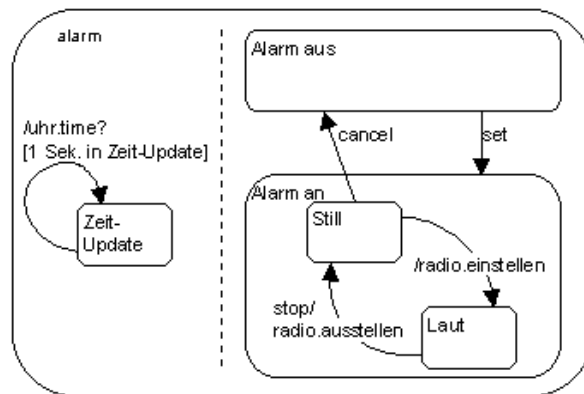 alarm
/uhr.time?
[1 Sek. in Zeit-Update]
Zeit-
Update
Alarm aus
cancel
set
Alarm an
Still
/radio.einstellen
stop/
radio.ausstellen
Laut